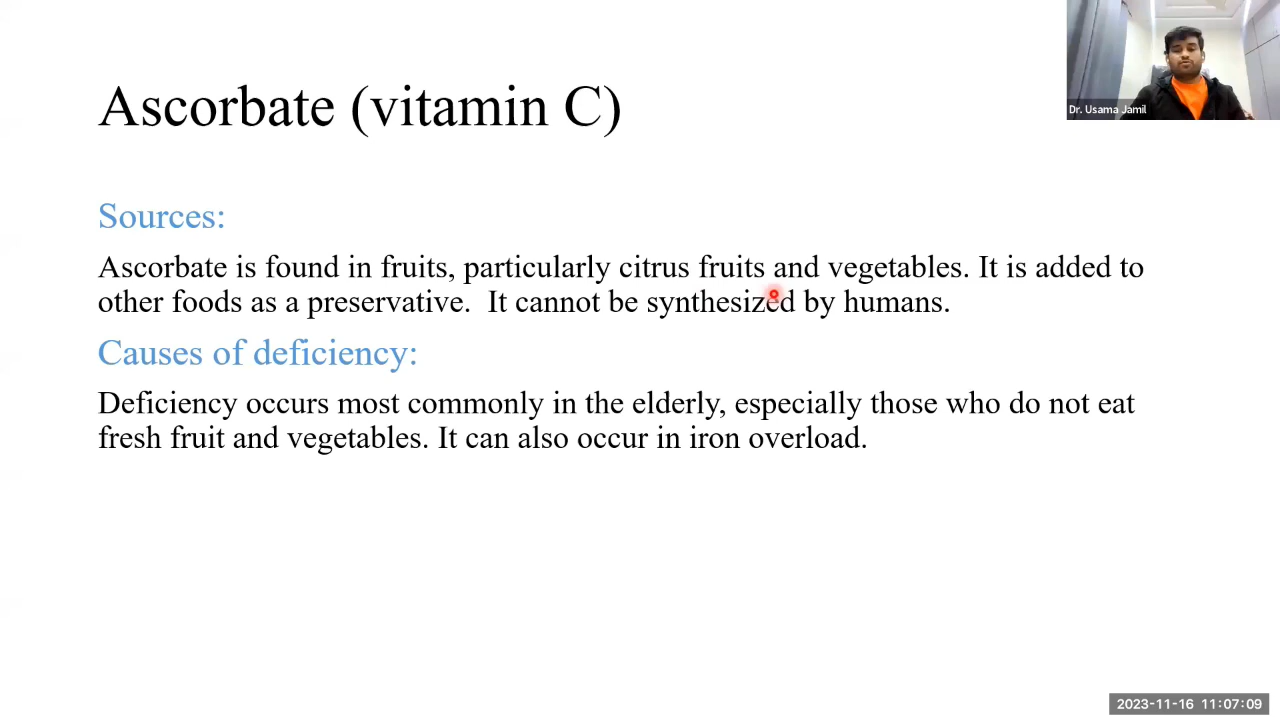 Ascorbate (vitamin C)
Dr. Usama Jamil
Sources:
Ascorbate is found in fruits, particularly citrus fruits and vegetables. It is added to
other foods as a preservative.  It cannot be synthesized by humans.
Causes of deficiency:
Deficiency occurs most commonly in the elderly, especially those who do not eat
fresh fruit and vegetables. It can also occur in iron overload.
2023-11-16 11:07:09